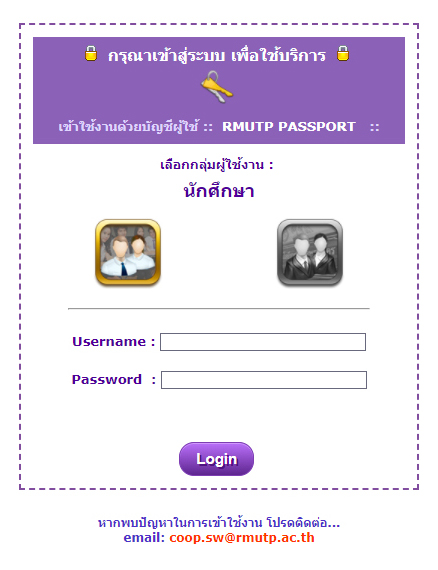 กรุณาเข้าสู่ระบบ เพื่อใช้บริการ
เข้าใช้งานด้วยบัญชีผู้ใช้ :: RMUTP PASSPORT ::
เลือกกลุ่มผู้ใช้งาน :
นักศึกษา
Username :
Password :
Login
หากพบปัญหาในการเข้าใช้งาน โปรดติดต่อ...
email: coop.sw@rmutp.ac.th